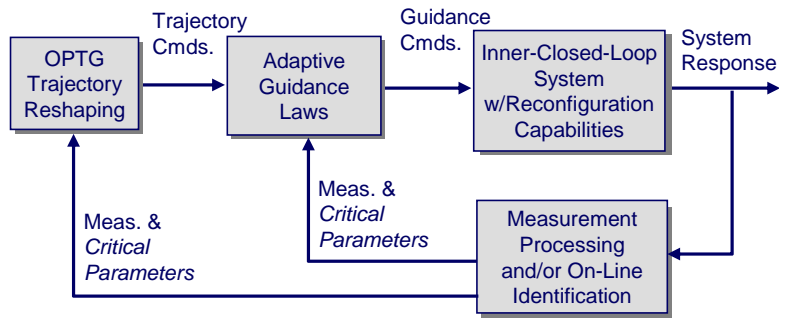 OPTG
Trajectory
Reshaping
Trajectory
Cmds.
Adaptive
Guidance
Laws
Guidance
Cmds.
Inner-Closed-Loop
System
w/Reconfiguration
Capabilities
System
Response
Meas. &
Critical
Parameters
Meas. &
Critical
Parameters
Measurement
Processing
and/or On-Line
Identification